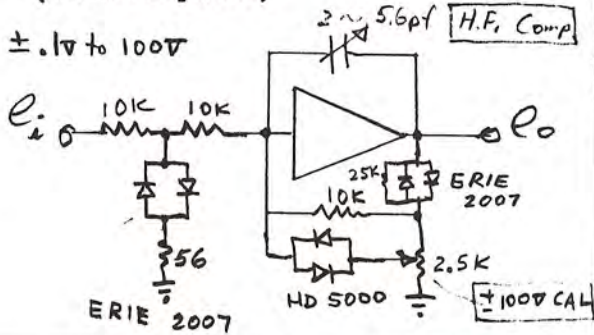 ± .1V to 100V
2 ~ 5.6pf
H.F. Comp
10K
10K
ei
eo
25K
ERIE
2007
10K
56
2.5K
HD 5000
± 100V CAL
ERIE 2007